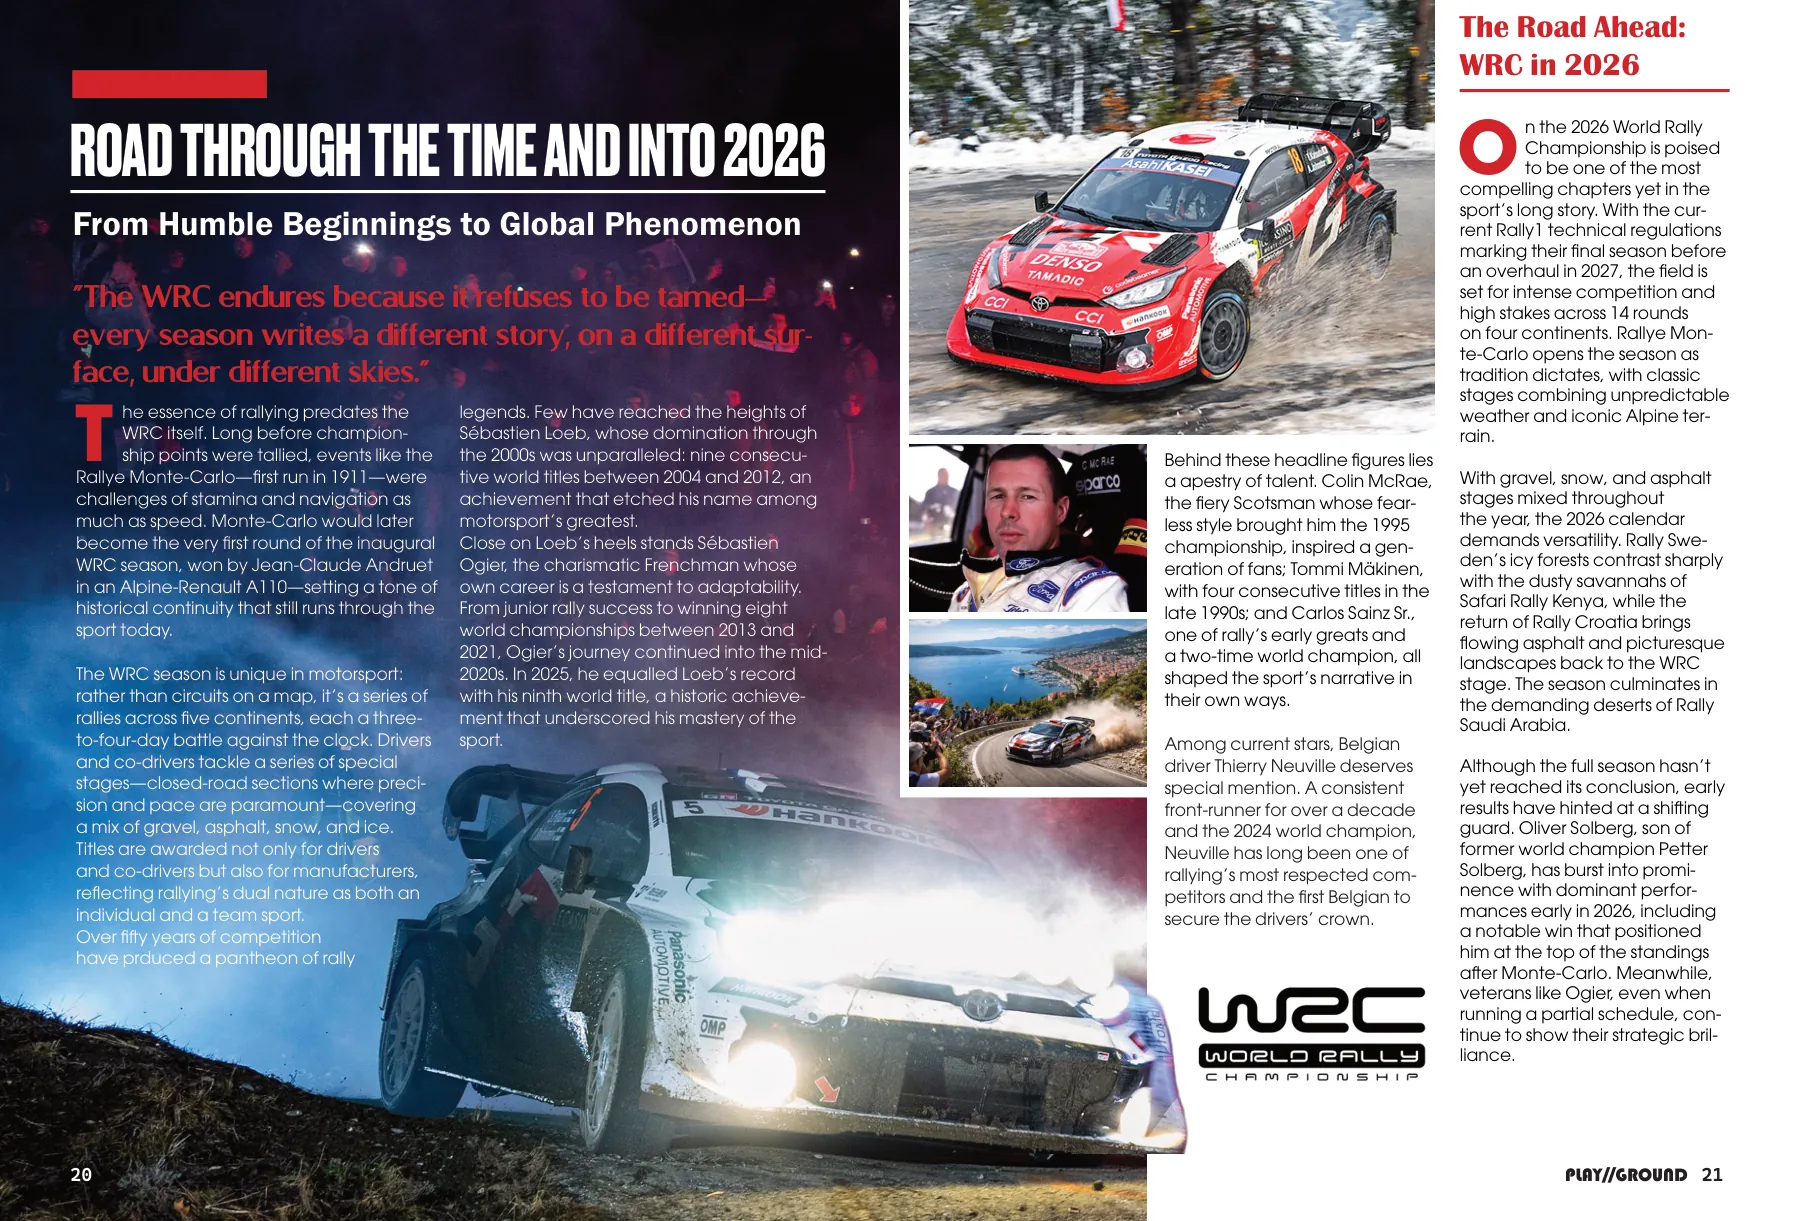 ROAD THROUGH THE TIME AND INTO 2026
From Humble Beginnings to Global Phenomenon
"The WRC endures because it refuses to be tamed—
every season writes a different story, on a different sur-
face, under different skies."
The essence of rallying predates the
WRC itself. Long before champion-
ship points were tallied, events like the
Rallye Monte-Carlo—first run in 1911—were
challenges of stamina and navigation as
much as speed. Monte-Carlo would later
become the very first round of the inaugural
WRC season, won by Jean-Claude Andruet
in an Alpine-Renault A110—setting a tone of
historical continuity that still runs through the
sport today.
The WRC season is unique in motorsport:
rather than circuits on a map, it's a series of
rallies across five continents, each a three-
to-four-day battle against the clock. Drivers
and co-drivers tackle a series of special
stages—closed-road sections where preci-
sion and pace are paramount—covering
a mix of gravel, asphalt, snow, and ice.
Titles are awarded not only for drivers
and co-drivers but also for manufacturers,
reflecting rallying's dual nature as both an
individual and a team sport.
Over fifty years of competition
have prduced a pantheon of rally
legends. Few have reached the heights of
Sébastien Loeb, whose domination through
the 2000s was unparalleled: nine consecu-
tive world titles between 2004 and 2012, an
achievement that etched his name among
motorsport's greatest.
Close on Loeb's heels stands Sébastien
Ogier, the charismatic Frenchman whose
own career is a testament to adaptability.
From junior rally success to winning eight
world championships between 2013 and
2021, Ogier's journey continued into the mid-
2020s. In 2025, he equalled Loeb's record
with his ninth world title, a historic achieve-
ment that underscored his mastery of the
sport.
5
HANKOOK
5
Panasonic
AUTOMOTIVE
OMP
20
18
TOYOTA GAZOO Racing
AsahiKASEI
18
DENSO
TAMADIC
CCI
CCI
HANKOOK
Panasonic
AUTOMOTIVE
C. MCRAE
sparco
Ford
Ford
sparco
Behind these headline figures lies
a apestry of talent. Colin McRae,
the fiery Scotsman whose fear-
less style brought him the 1995
championship, inspired a gen-
eration of fans; Tommi Mäkinen,
with four consecutive titles in the
late 1990s; and Carlos Sainz Sr.,
one of rally's early greats and
a two-time world champion, all
shaped the sport's narrative in
their own ways.
Among current stars, Belgian
driver Thierry Neuville deserves
special mention. A consistent
front-runner for over a decade
and the 2024 world champion,
Neuville has long been one of
rallying's most respected com-
petitors and the first Belgian to
secure the drivers' crown.
WRC
WORLD RALLY
CHAMPIONSHIP
The Road Ahead:
WRC in 2026
On the 2026 World Rally
Championship is poised
to be one of the most
compelling chapters yet in the
sport's long story. With the cur-
rent Rally1 technical regulations
marking their final season before
an overhaul in 2027, the field is
set for intense competition and
high stakes across 14 rounds
on four continents. Rallye Mon-
te-Carlo opens the season as
tradition dictates, with classic
stages combining unpredictable
weather and iconic Alpine ter-
rain.
With gravel, snow, and asphalt
stages mixed throughout
the year, the 2026 calendar
demands versatility. Rally Swe-
den's icy forests contrast sharply
with the dusty savannahs of
Safari Rally Kenya, while the
return of Rally Croatia brings
flowing asphalt and picturesque
landscapes back to the WRC
stage. The season culminates in
the demanding deserts of Rally
Saudi Arabia.
Although the full season hasn't
yet reached its conclusion, early
results have hinted at a shifting
guard. Oliver Solberg, son of
former world champion Petter
Solberg, has burst into promi-
nence with dominant perfor-
mances early in 2026, including
a notable win that positioned
him at the top of the standings
after Monte-Carlo. Meanwhile,
veterans like Ogier, even when
running a partial schedule, con-
tinue to show their strategic bril-
liance.
PLAY//GROUND 21